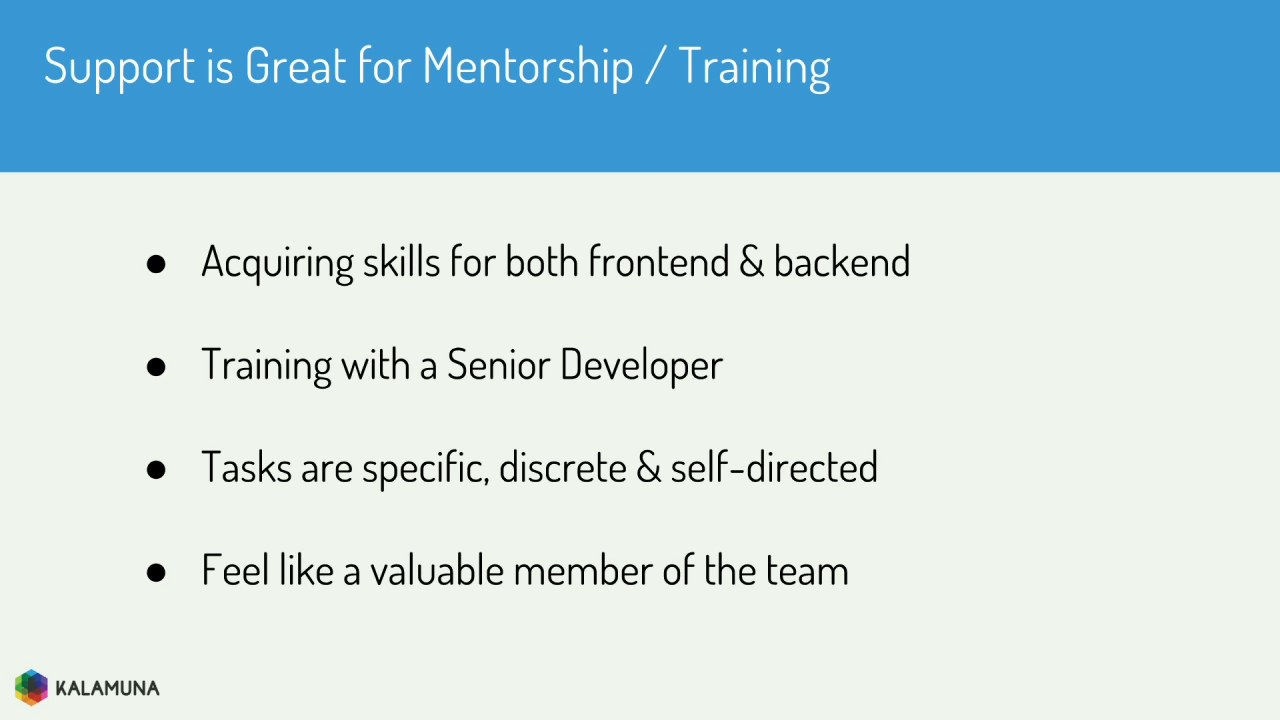 Support is Great for Mentorship / Training
● Acquiring skills for both frontend & backend
● Training with a Senior Developer
● Tasks are specific, discrete & self-directed
● Feel like a valuable member of the team
KALAMUNA